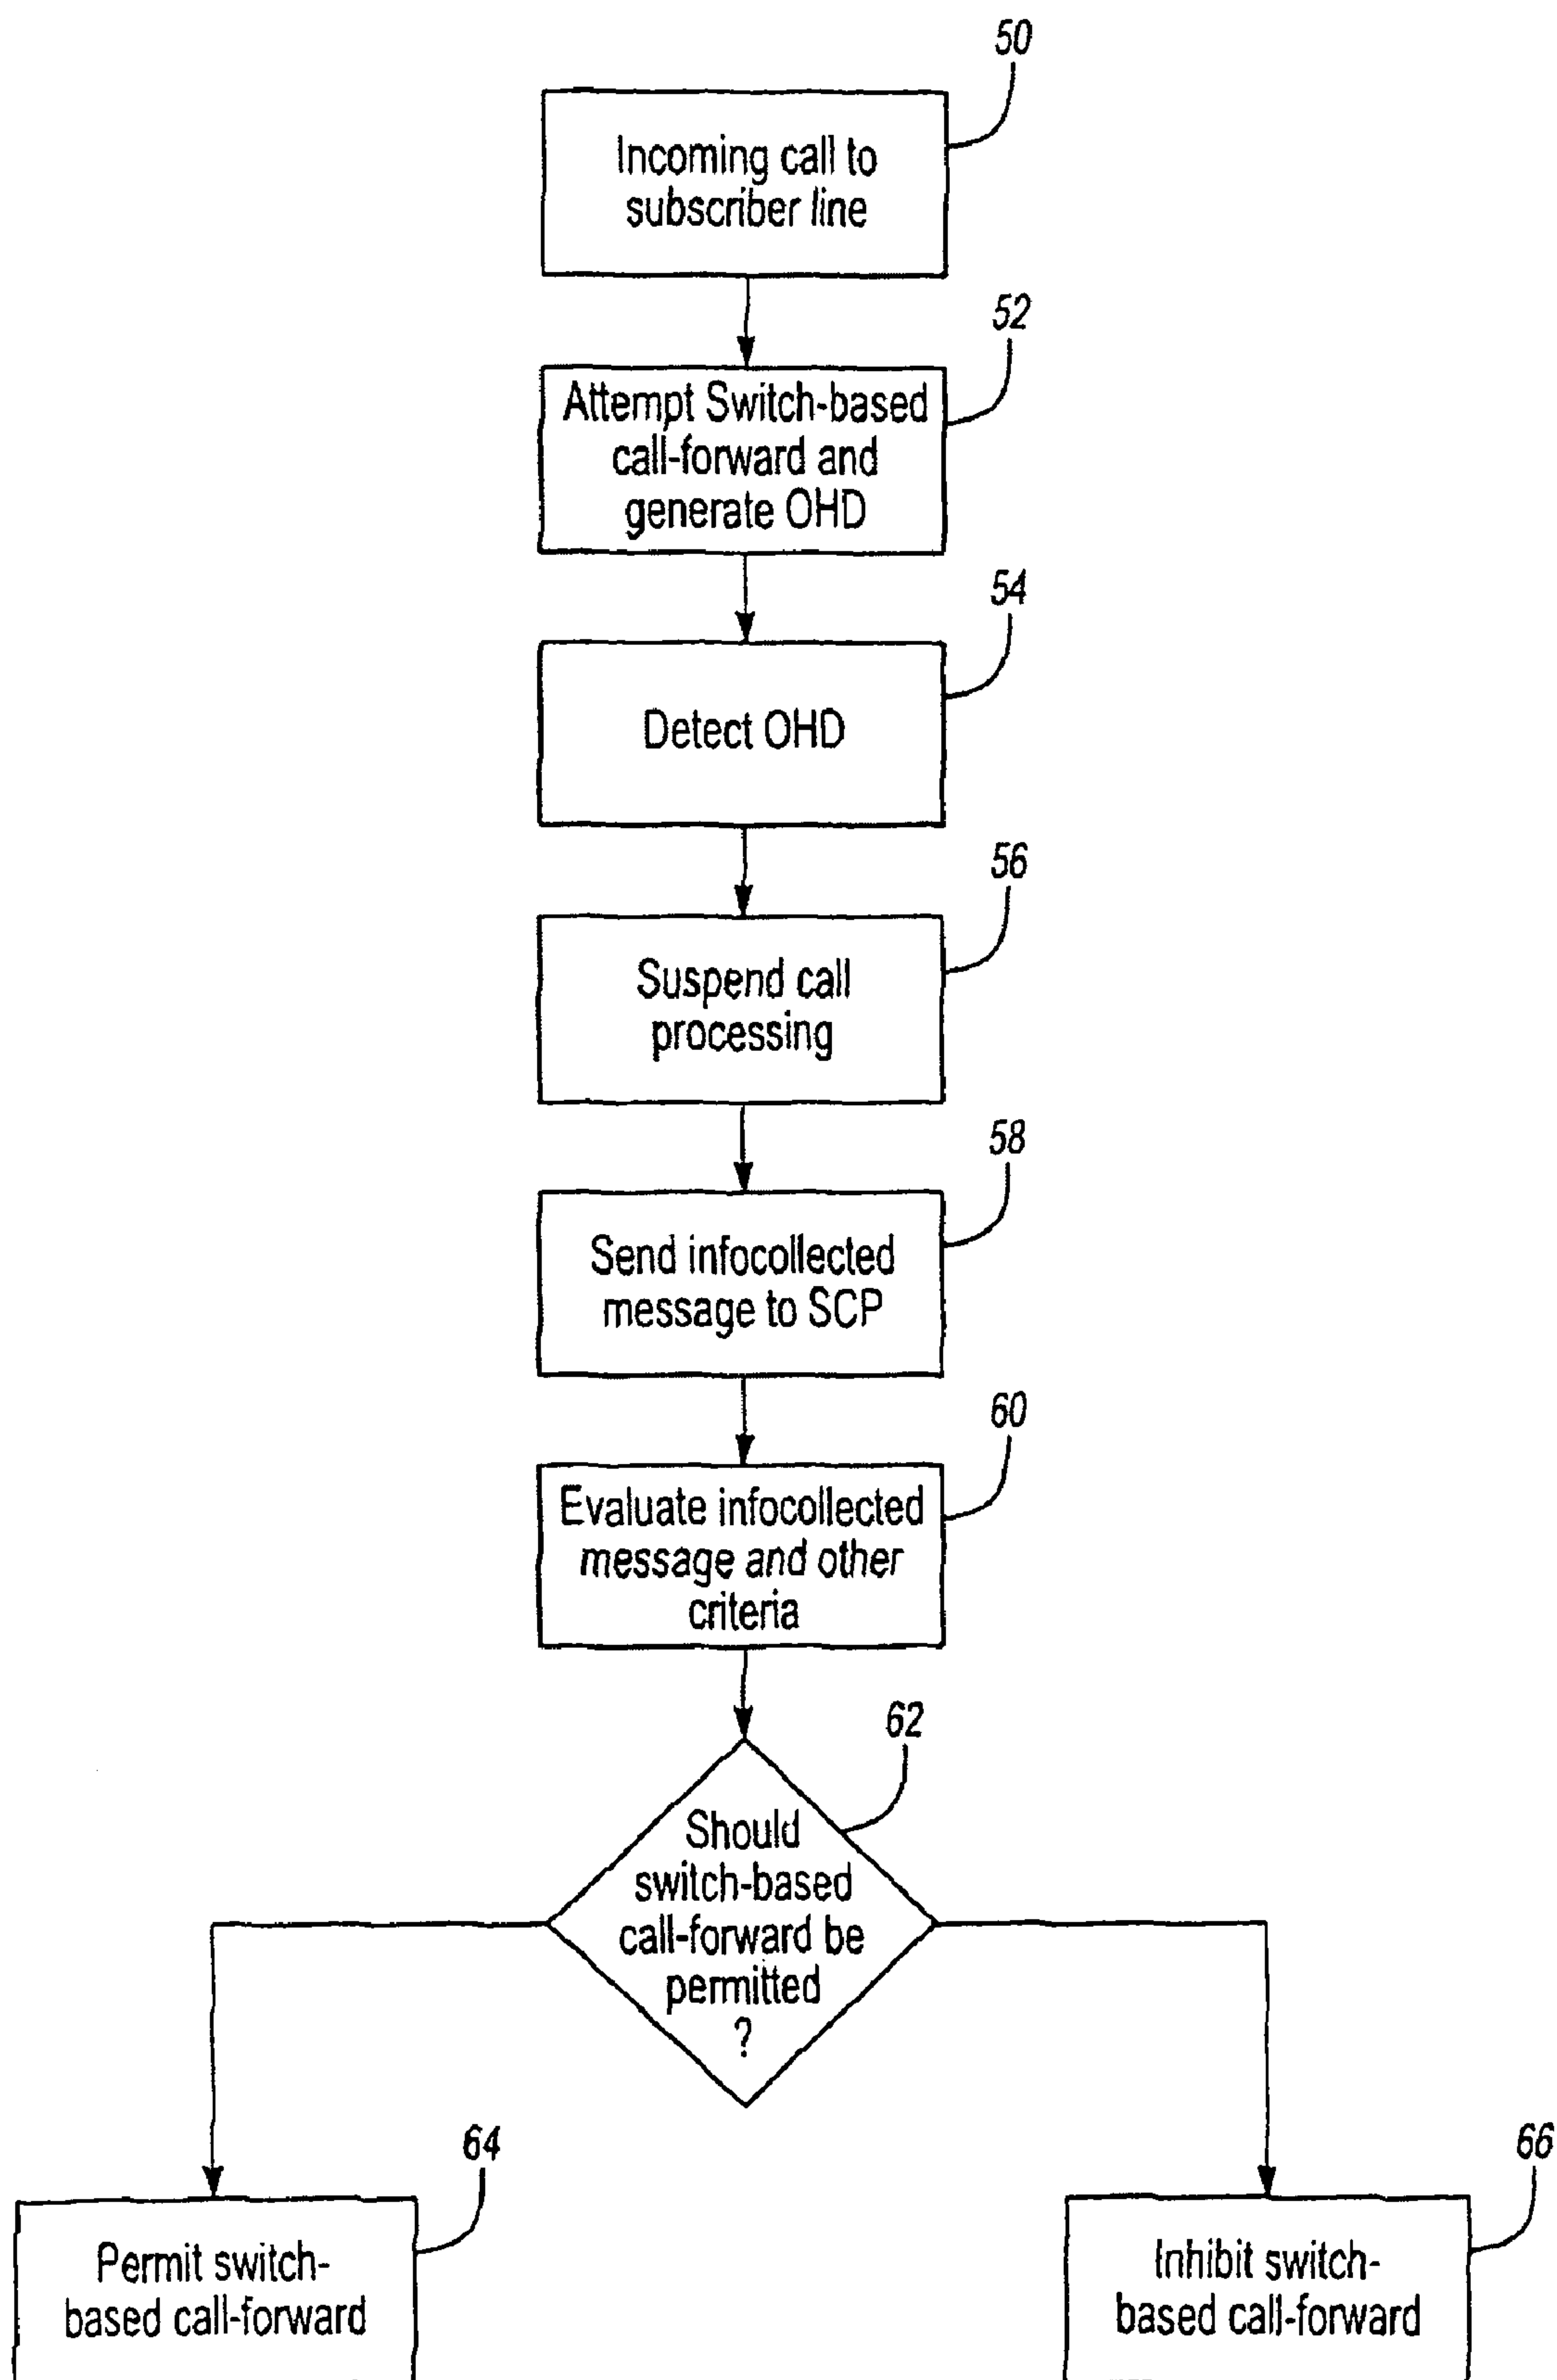 50
Incoming call to
subscriber line
52
Attempt Switch-based
call-forward and
generate OHD
54
Detect OHD
56
Suspend call
processing
58
Send infocollected
message to SCP
60
Evaluate infocollected
message and other
criteria
62
Should
switch-based
call-forward be
permitted
?
64
Permit switch-
based call-forward
66
Inhibit switch-
based call-forward